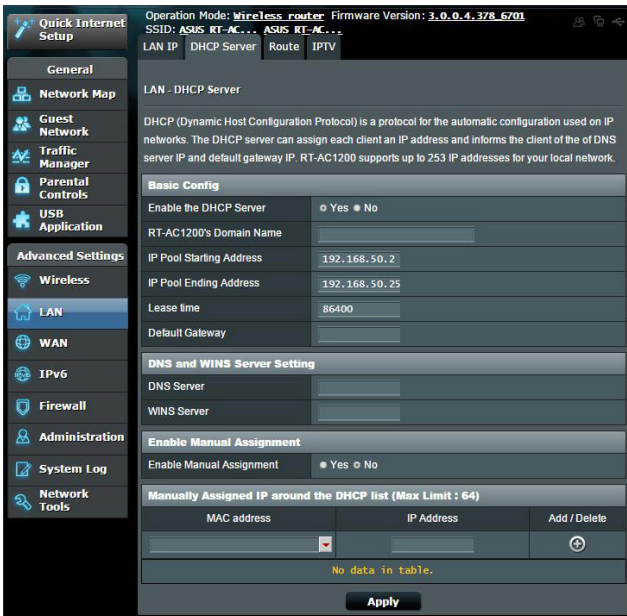 Quick Internet
Setup
General
Network Map
Guest
Network
Traffic
Manager
Parental
Controls
USB
Application
Advanced Settings
Wireless
LAN
WAN
IPv6
Firewall
Administration
System Log
Network
Tools
Operation Mode: Wireless router Firmware Version: 3.0.0.4.378_6701
SSID: ASUS RT-AC... ASUS RT-AC...
LAN IP DHCP Server Route IPTV
LAN - DHCP Server
DHCP (Dynamic Host Configuration Protocol) is a protocol for the automatic configuration used on IP
networks. The DHCP server can assign each client an IP address and informs the client of the of DNS
server IP and default gateway IP. RT-AC1200 supports up to 253 IP addresses for your local network.
Basic Config
Enable the DHCP Server Yes No
RT-AC1200's Domain Name
IP Pool Starting Address 192.168.50.2
IP Pool Ending Address 192.168.50.25
Lease time 86400
Default Gateway
DNS and WINS Server Setting
DNS Server
WINS Server
Enable Manual Assignment
Enable Manual Assignment Yes No
Manually Assigned IP around the DHCP list (Max Limit : 64)
MAC address IP Address Add / Delete
No data in table.
Apply